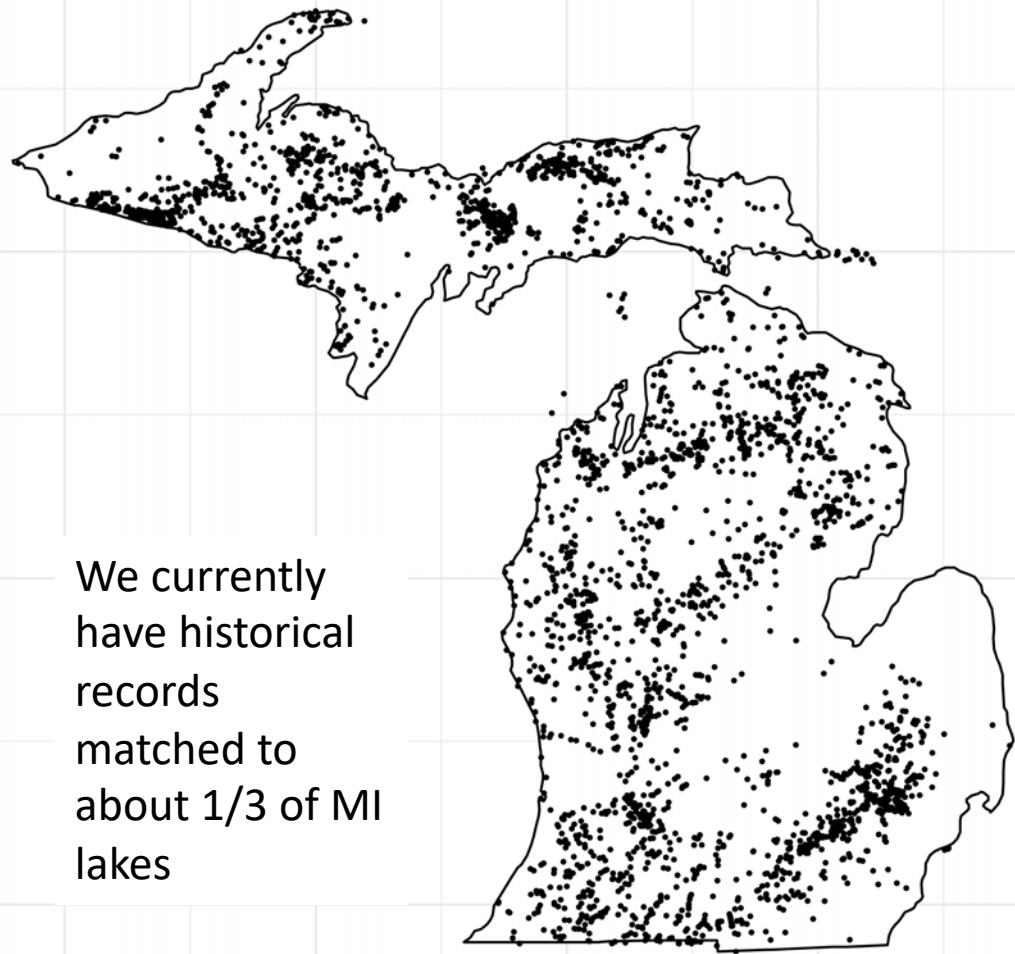 We currently
have historical
records
matched to
about 1/3 of MI
lakes